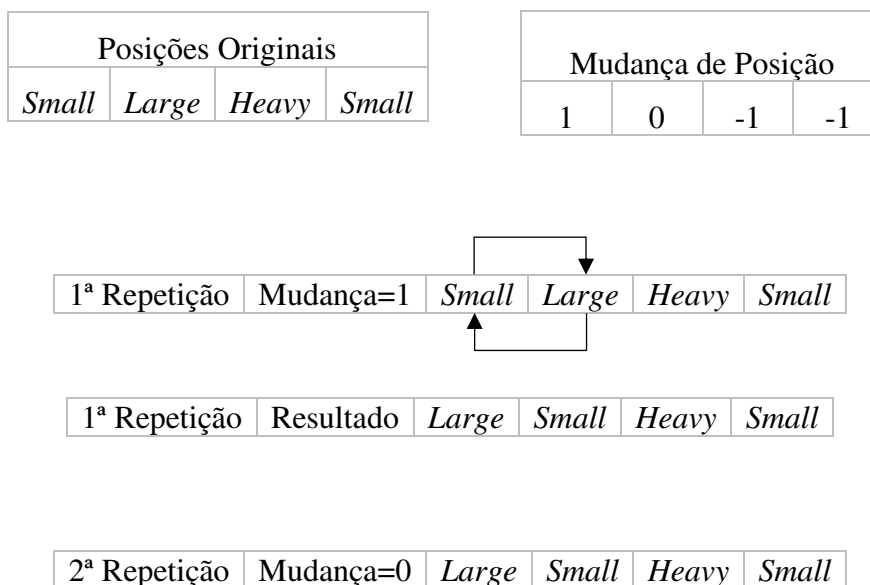 Posições Originais
Small Large Heavy Small
Mudança de Posição
1 0 -1 -1
1ª Repetição Mudança=1 Small Large Heavy Small
1ª Repetição Resultado Large Small Heavy Small
2ª Repetição Mudança=0 Large Small Heavy Small